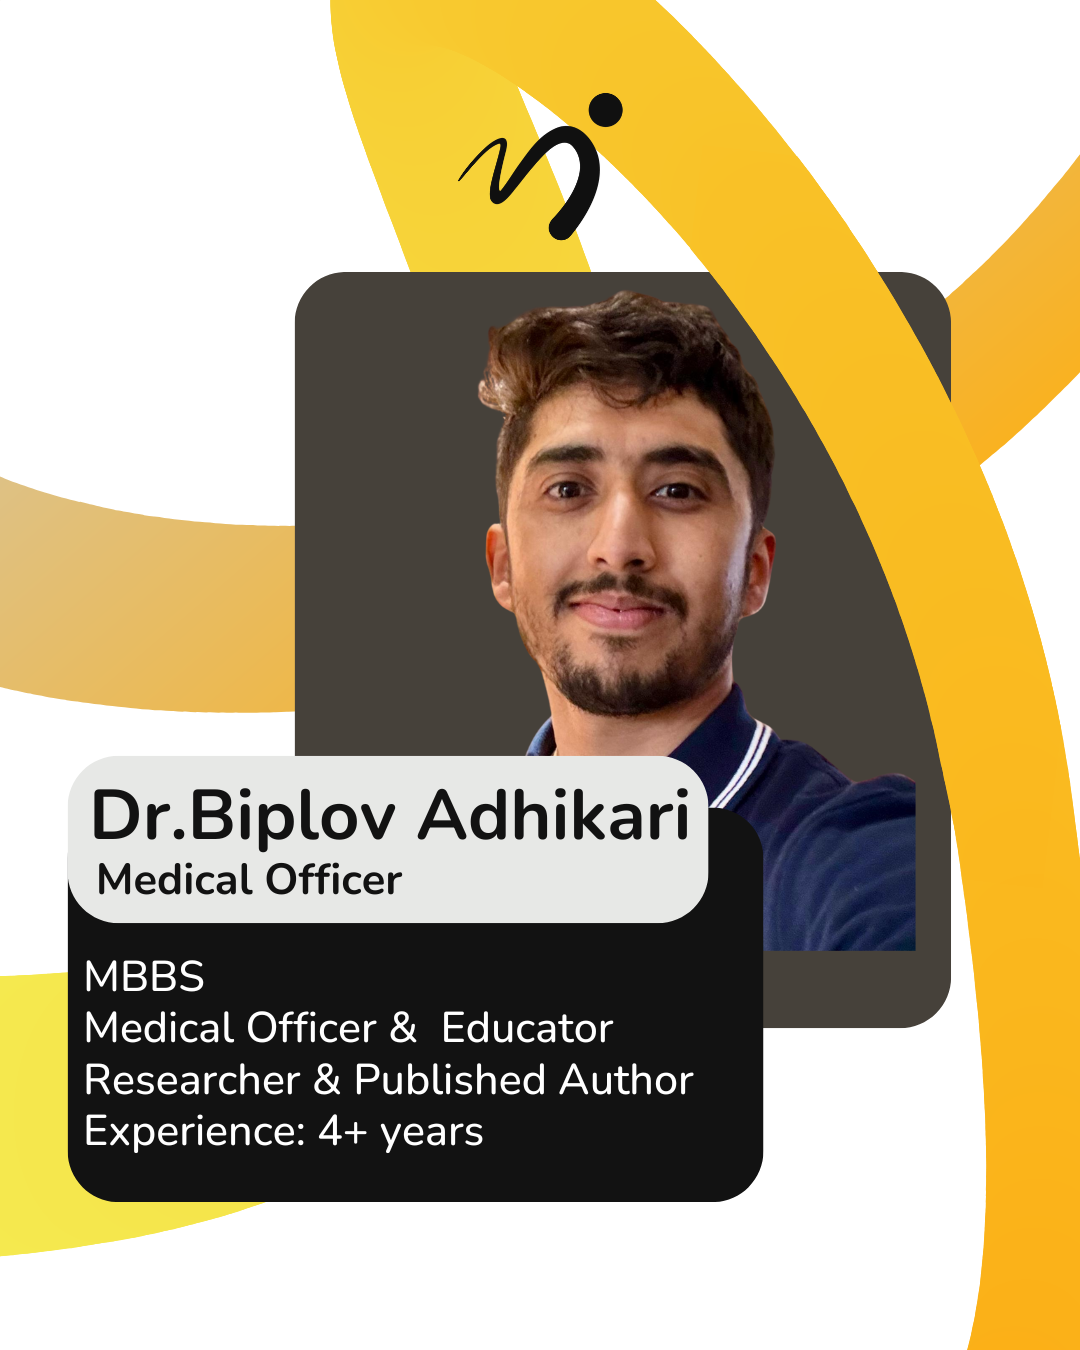 Dr.Biplov Adhikari
Medical Officer
MBBS
Medical Officer &  Educator
Researcher & Published Author
Experience: 4+ years